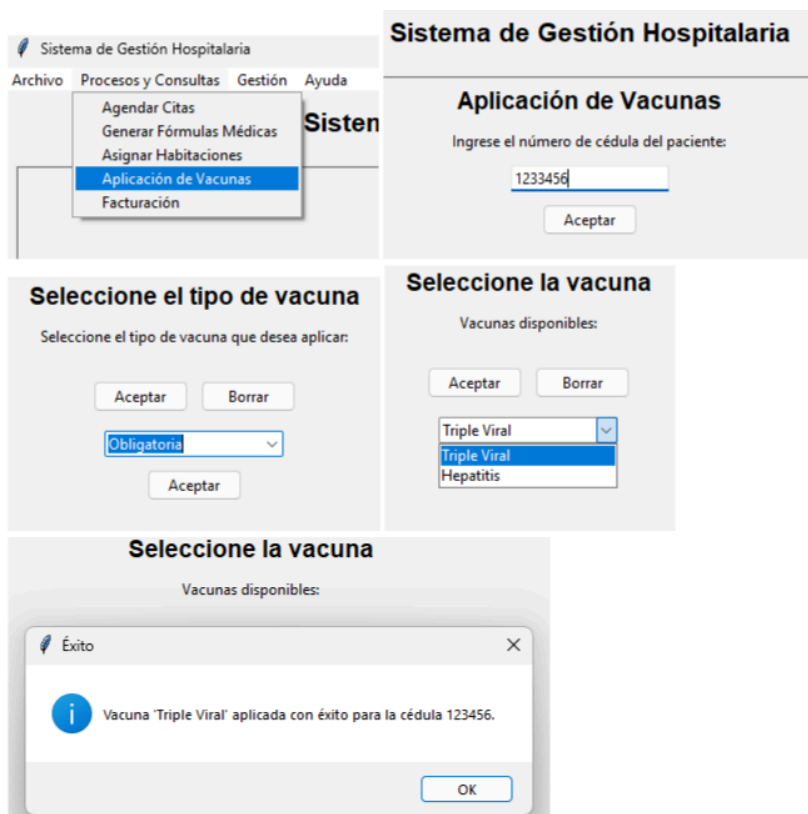 Sistema de Gestión Hospitalaria
Archivo Procesos y Consultas Gestión Ayuda
Agendar Citas
Generar Fórmulas Médicas
Asignar Habitaciones
Aplicación de Vacunas
Facturación
Sisten
Sistema de Gestión Hospitalaria
Aplicación de Vacunas
Ingrese el número de cédula del paciente:
1233456
Aceptar
Seleccione el tipo de vacuna
Seleccione el tipo de vacuna que desea aplicar:
Aceptar Borrar
Obligatoria
Aceptar
Seleccione la vacuna
Vacunas disponibles:
Aceptar Borrar
Triple Viral
Triple Viral
Hepatitis
Seleccione la vacuna
Vacunas disponibles:
Éxito
Vacuna 'Triple Viral' aplicada con éxito para la cédula 123456.
OK